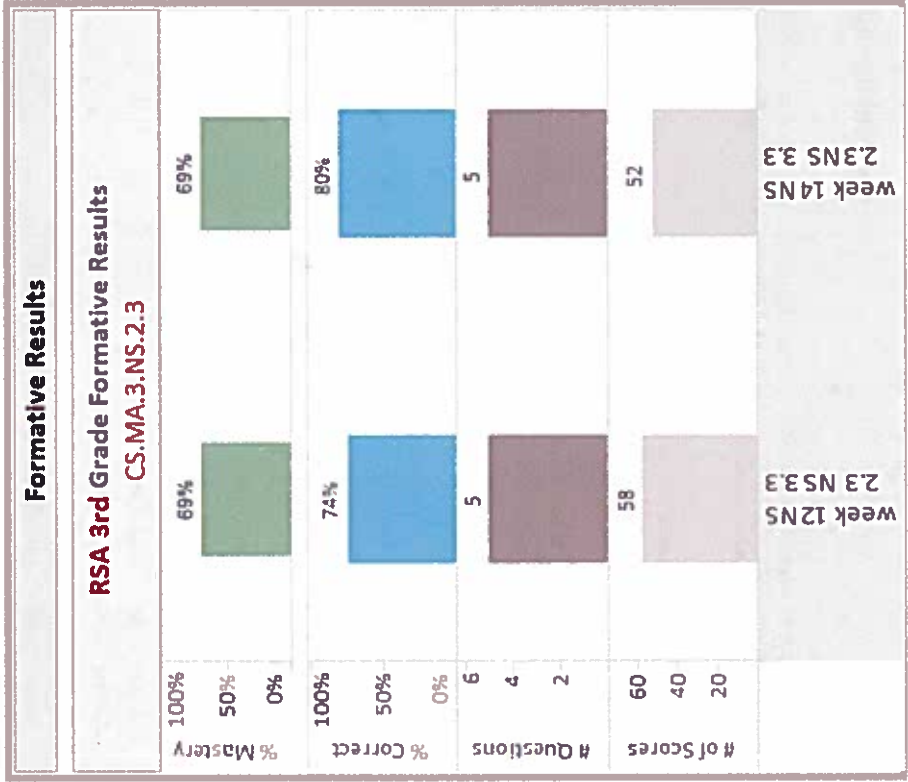 Formative Results
RSA 3rd Grade Formative Results
CS.MA.3.NS.2.3
% Mastery
100%
50%
0%
69%
69%
% Correct
100%
50%
0%
74%
80%
# Questions
6
4
2
5
5
# of Scores
60
40
20
58
52
week 12NS
2.3 NS3.3
week 14NS
2.3NS 3.3